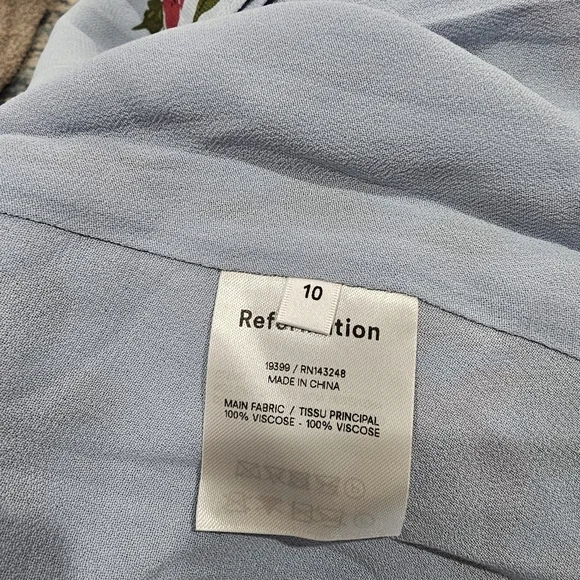 10
Reformation
19399 / RN143248
MADE IN CHINA
MAIN FABRIC / TISSU PRINCIPAL
100% VISCOSE - 100% VISCOSE